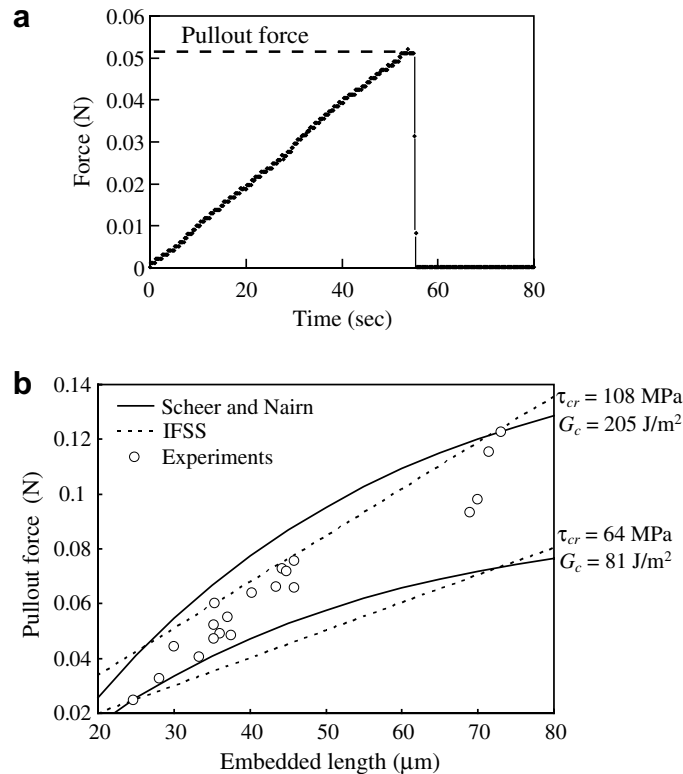 a
0.06
0.05
0.04
0.03
0.02
0.01
0
Force (N)
Pullout force
0 20 40 60 80
Time (sec)
b
0.14
0.12
0.1
0.08
0.06
0.04
0.02
Pullout force (N)
Scheer and Nairn
IFSS
Experiments
τcr = 108 MPa
Gc = 205 J/m²
τcr = 64 MPa
Gc = 81 J/m²
20 30 40 50 60 70 80
Embedded length (μm)